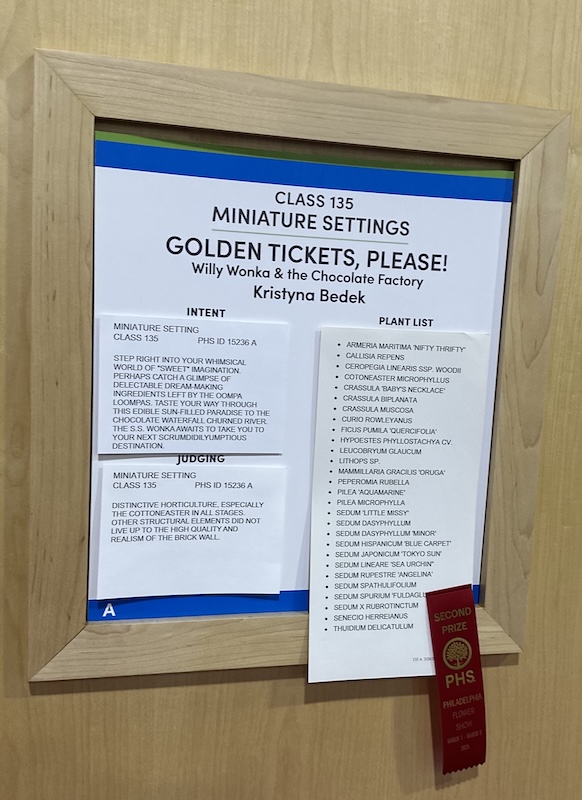 CLASS 135
MINIATURE SETTINGS
GOLDEN TICKETS, PLEASE!
Willy Wonka & the Chocolate Factory
Kristyna Bedek
INTENT
MINIATURE SETTING
CLASS 135 PHS ID 15236 A
STEP RIGHT INTO YOUR WHIMSICAL
WORLD OF "SWEET" IMAGINATION.
PERHAPS CATCH A GLIMPSE OF
DELECTABLE DREAM-MAKING
INGREDIENTS LEFT BY THE OOMPA
LOOMPAS. TASTE YOUR WAY THROUGH
THIS EDIBLE SUN-FILLED PARADISE TO THE
CHOCOLATE WATERFALL CHURNED RIVER.
THE S.S. WONKA AWAITS TO TAKE YOU TO
YOUR NEXT SCRUMDIDILYUMPTIOUS
DESTINATION.
JUDGING
MINIATURE SETTING
CLASS 135 PHS ID 15236 A
DISTINCTIVE HORTICULTURE, ESPECIALLY
THE COTTONEASTER IN ALL STAGES.
OTHER STRUCTURAL ELEMENTS DID NOT
LIVE UP TO THE HIGH QUALITY AND
REALISM OF THE BRICK WALL.
A
PLANT LIST
• ARMERIA MARITIMA 'NIFTY THRIFTY'
• CALLISIA REPENS
• CEROPEGIA LINEARIS SSP. WOODII
• COTONEASTER MICROPHYLLUS
• CRASSULA 'BABY'S NECKLACE'
• CRASSULA BIPLANATA
• CRASSULA MUSCOSA
• CURIO ROWLEYANUS
• FICUS PUMILA 'QUERCIFOLIA'
• HYPOESTES PHYLLOSTACHYA CV.
• LEUCOBRYUM GLAUCUM
• LITHOPS SP.
• MAMMILLARIA GRACILIS 'ORUGA'
• PEPEROMIA RUBELLA
• PILEA 'AQUAMARINE'
• PILEA MICROPHYLLA
• SEDUM 'LITTLE MISSY'
• SEDUM DASYPHYLLUM
• SEDUM DASYPHYLLUM 'MINOR'
• SEDUM HISPANICUM 'BLUE CARPET'
• SEDUM JAPONICUM 'TOKYO SUN'
• SEDUM LINEARE 'SEA URCHIN'
• SEDUM RUPESTRE 'ANGELINA'
• SEDUM SPATHULIFOLIUM
• SEDUM SPURIUM 'FULDAGLU
• SEDUM X RUBROTINCTUM
• SENECIO HERREIANUS
• THUIDIUM DELICATULUM
SECOND
PRIZE
PHS
PHILADELPHIA
FLOWER
SHOW